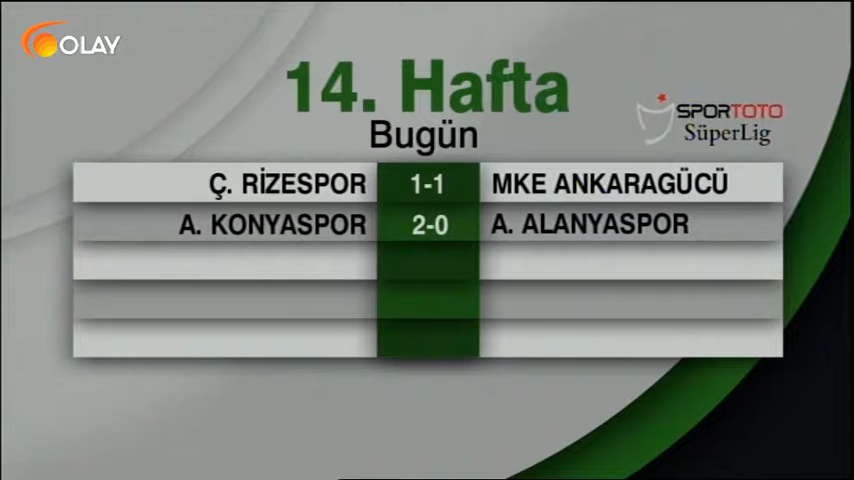 OLAY
14. Hafta
Bugün
SPORTOTO
SüperLig
Ç. RİZESPOR 1-1 MKE ANKARAGÜCÜ
A. KONYASPOR 2-0 A. ALANYASPOR